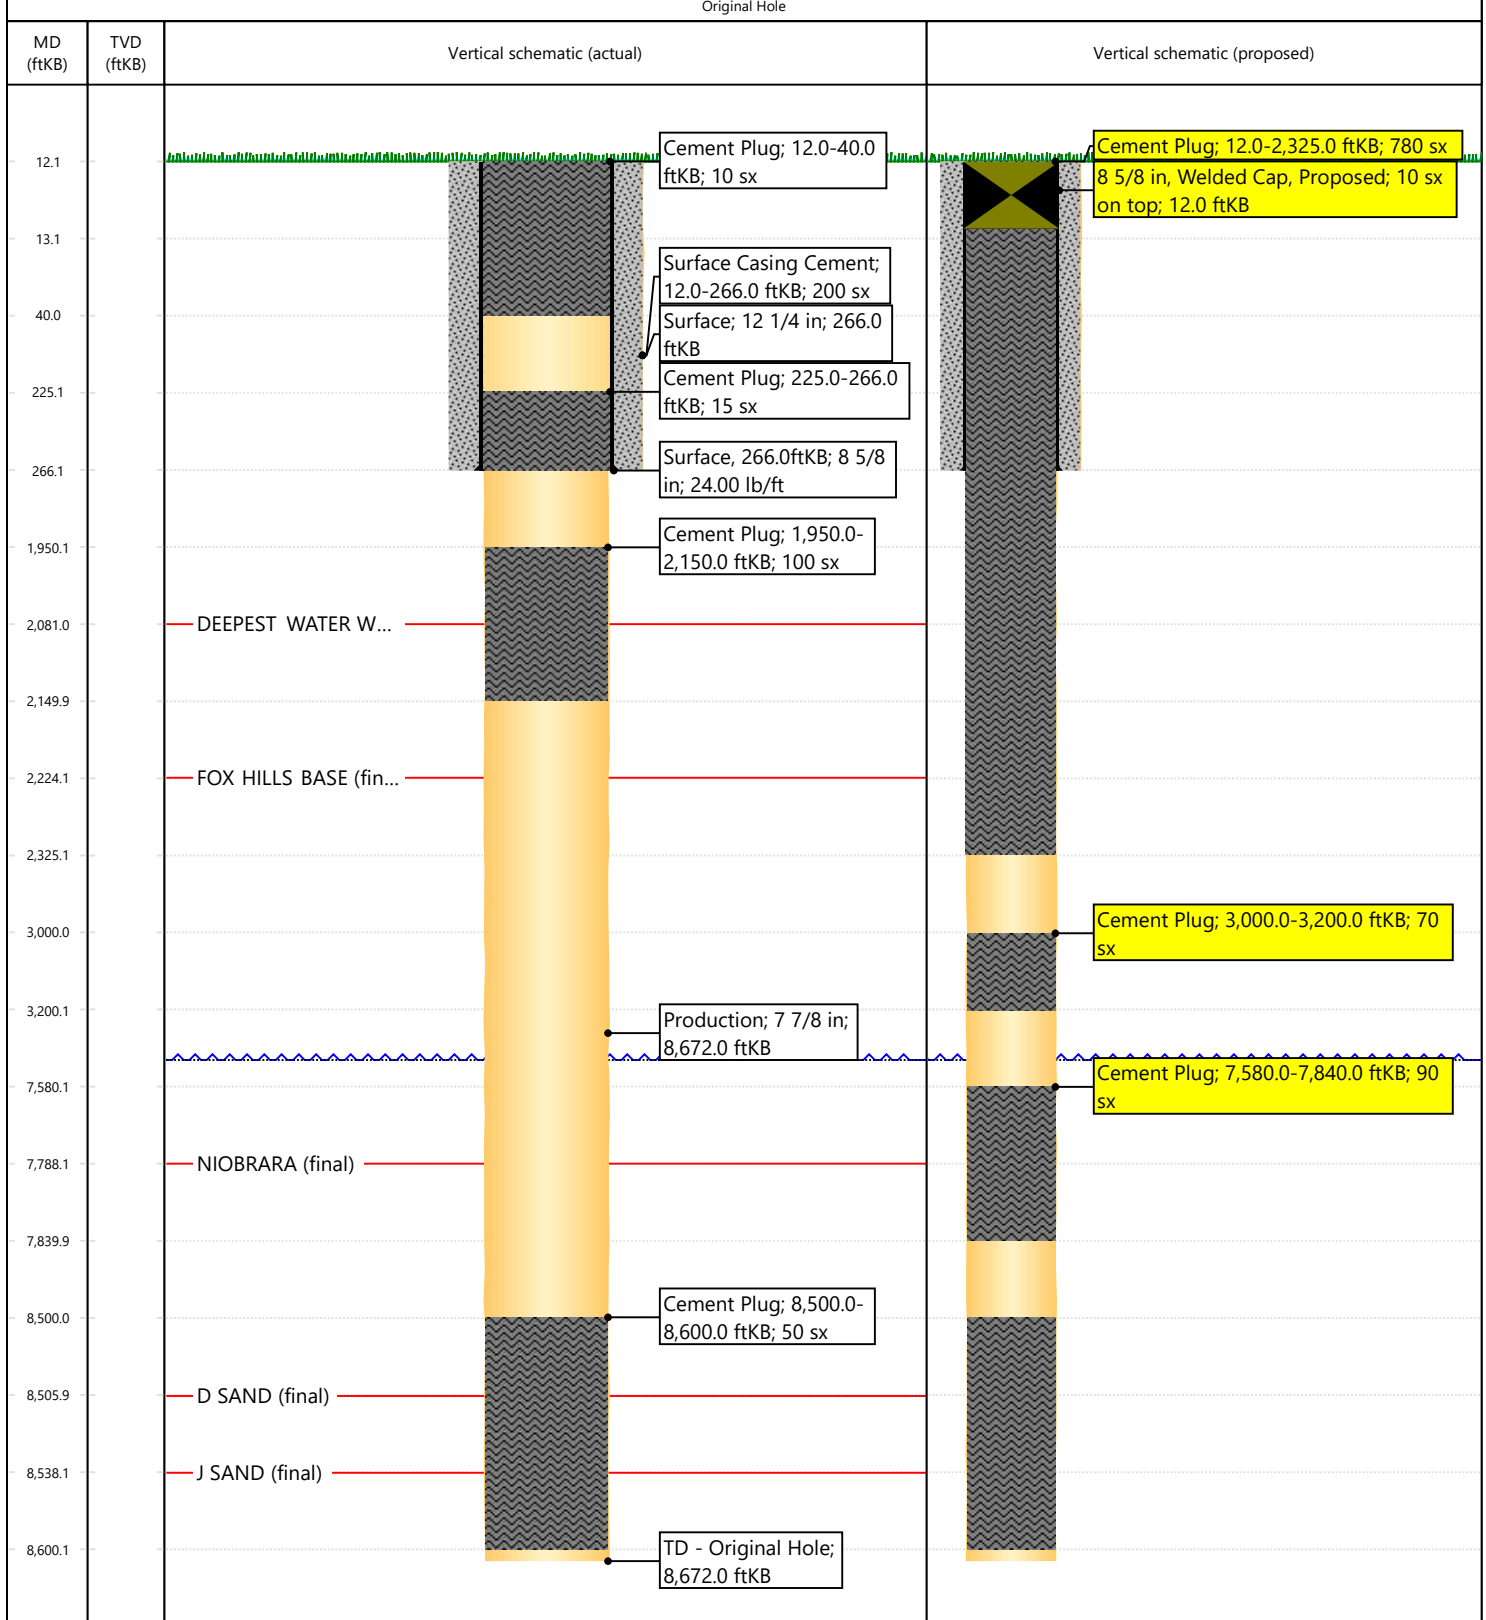 Original Hole
MD
(ftKB)
TVD
(ftKB)
Vertical schematic (actual)
Vertical schematic (proposed)
12.1
13.1
40.0
225.1
266.1
1,950.1
2,081.0
2,149.9
2,224.1
2,325.1
3,000.0
3,200.1
7,580.1
7,788.1
7,839.9
8,500.0
8,505.9
8,538.1
8,600.1
DEEPEST WATER W...
FOX HILLS BASE (fin...
NIOBRARA (final)
D SAND (final)
J SAND (final)
Cement Plug; 12.0-40.0
ftKB; 10 sx
Surface Casing Cement;
12.0-266.0 ftKB; 200 sx
Surface; 12 1/4 in; 266.0
ftKB
Cement Plug; 225.0-266.0
ftKB; 15 sx
Surface, 266.0ftKB; 8 5/8
in; 24.00 lb/ft
Cement Plug; 1,950.0-
2,150.0 ftKB; 100 sx
Production; 7 7/8 in;
8,672.0 ftKB
Cement Plug; 8,500.0-
8,600.0 ftKB; 50 sx
TD - Original Hole;
8,672.0 ftKB
Cement Plug; 12.0-2,325.0 ftKB; 780 sx
8 5/8 in, Welded Cap, Proposed; 10 sx
on top; 12.0 ftKB
Cement Plug; 3,000.0-3,200.0 ftKB; 70
sx
Cement Plug; 7,580.0-7,840.0 ftKB; 90
sx